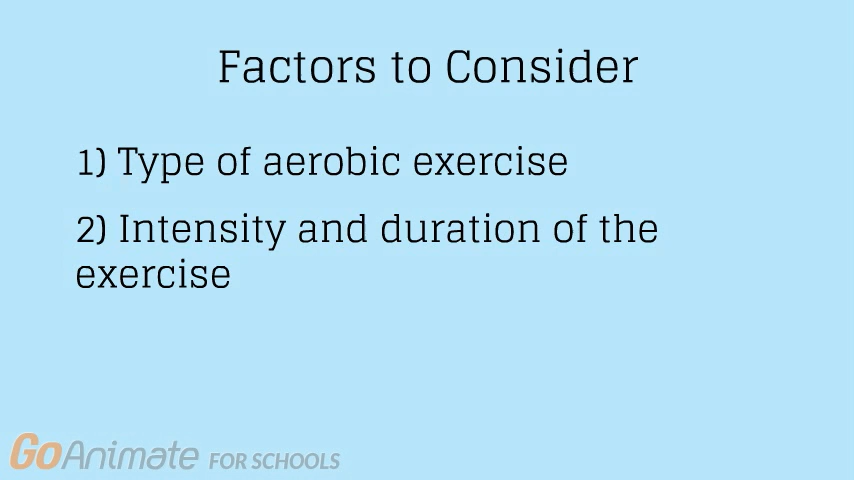 Factors to Consider
1) Type of aerobic exercise
2) Intensity and duration of the
exercise
GoAnimate FOR SCHOOLS